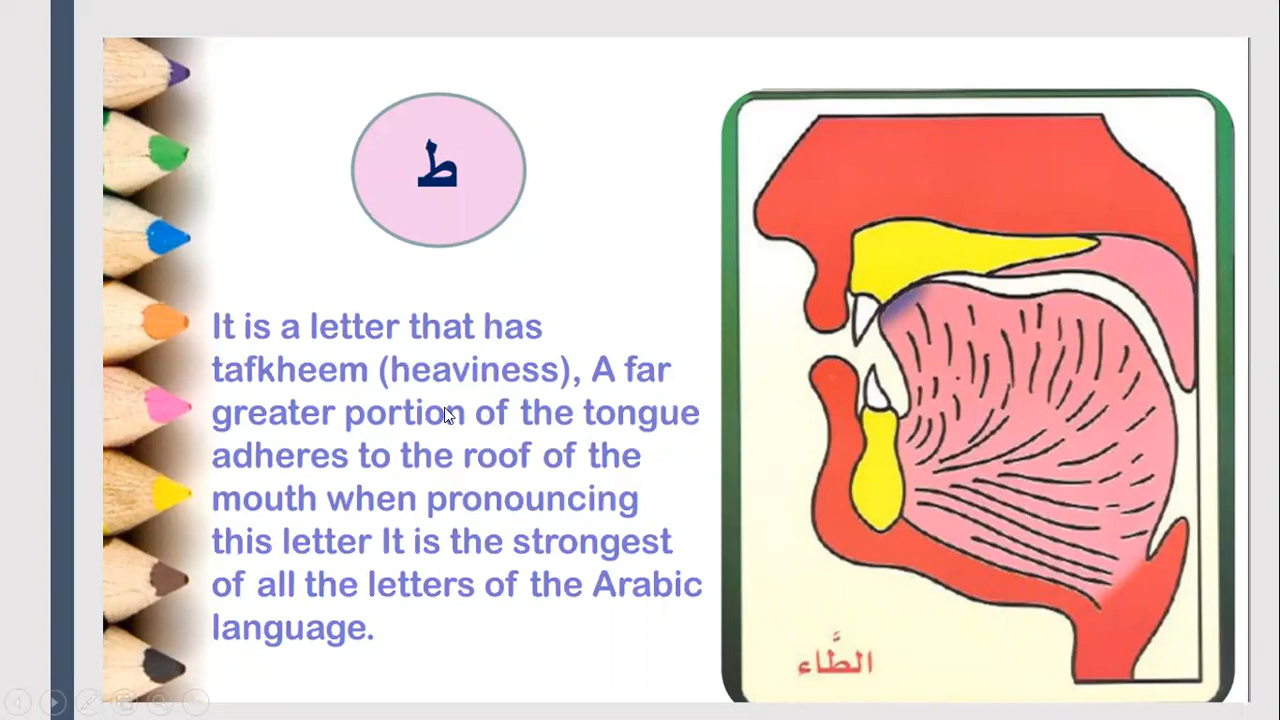 ط
It is a letter that has
tafkheem (heaviness), A far
greater portion of the tongue
adheres to the roof of the
mouth when pronouncing
this letter It is the strongest
of all the letters of the Arabic
language.
الطَّاء